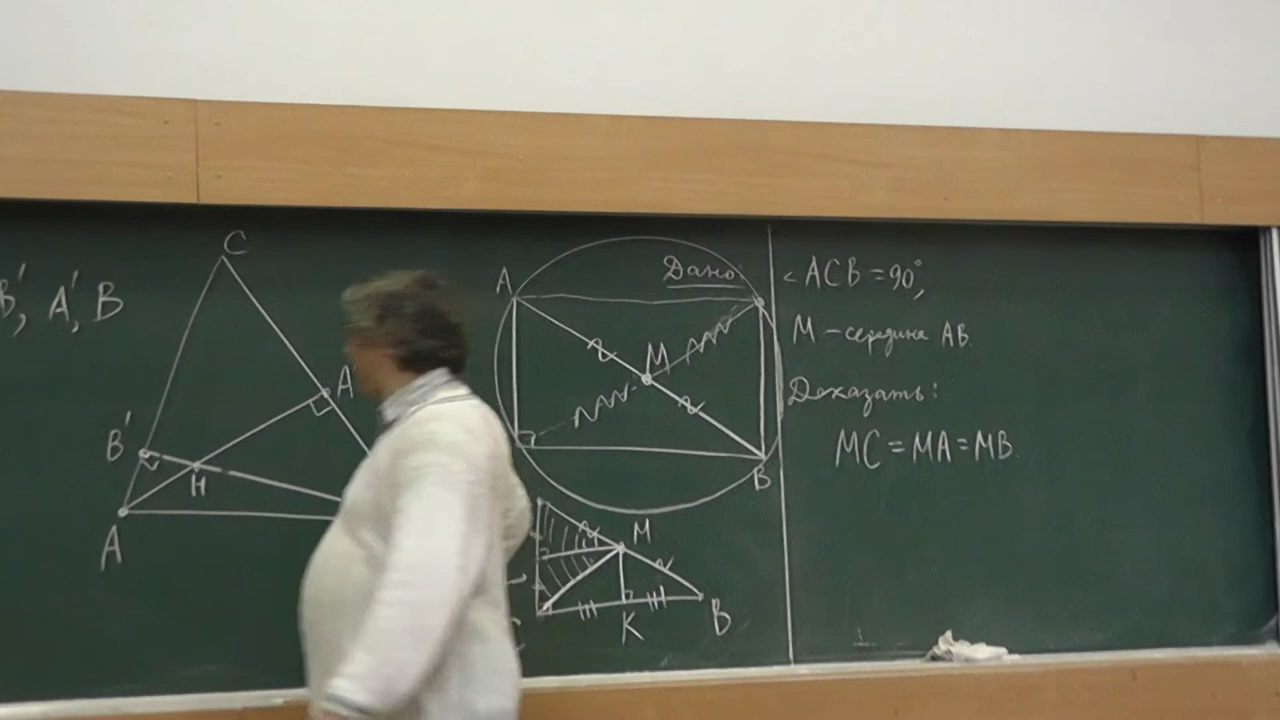 B', A', B
C
A
B'
H
A
A
M
B
M
K
B
Дано
∠ACB = 90°,
M – середина AB.
Доказать:
MC = MA = MB.